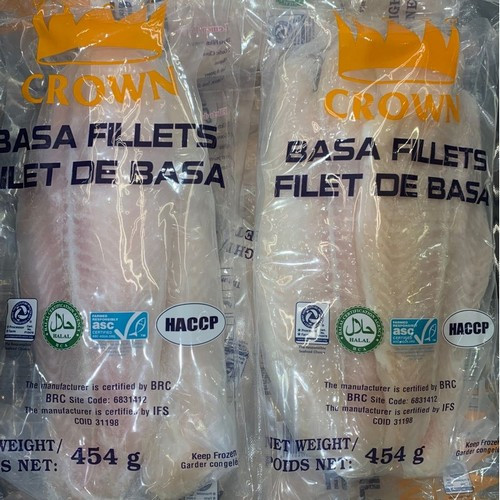 CROWN
BASA FILLETS
ILET DE BASA
asc
HALAL
HACCP
The manufacturer is certified by BRC
BRC Site Code: 6831412
The manufacturer is certified by IFS
COID 31198
WEIGHT/
S NET: 454 g
Keep Frozen
Garder congelé
CROWN
BASA FILLETS
FILET DE BASA
HALAL
asc
HACCP
The manufacturer is certified by BRC
BRC Site Code: 6831412
The manufacturer is certified by IFS
COID 31198
NET WEIGHT/
POIDS NET: 454 g
Keep Frozen
Garder congelé